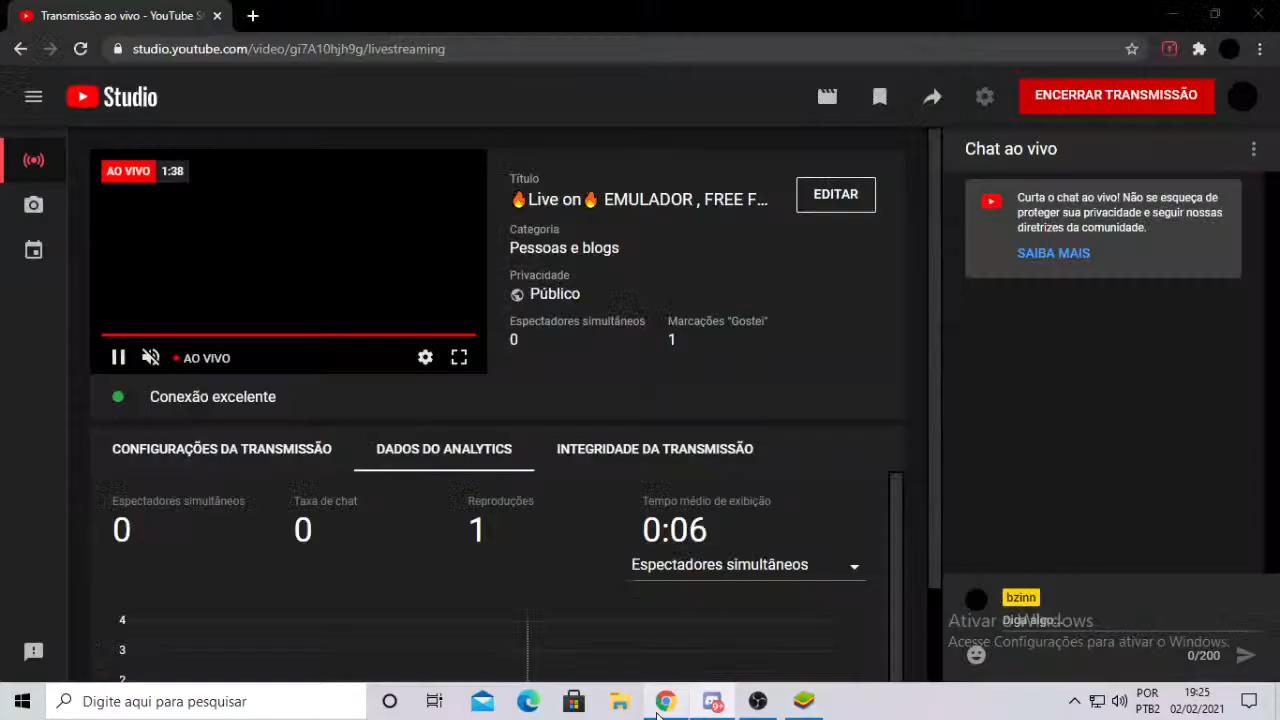 Transmissão ao vivo - YouTube S
studio.youtube.com/video/gi7A10hjh9g/livestreaming
Studio
ENCERRAR TRANSMISSÃO
AO VIVO 1:38
AO VIVO
Título
🔥Live on🔥 EMULADOR , FREE F...
EDITAR
Categoria
Pessoas e blogs
Privacidade
Público
Espectadores simultâneos
0
Marcações "Gostei"
1
Conexão excelente
CONFIGURAÇÕES DA TRANSMISSÃO
DADOS DO ANALYTICS
INTEGRIDADE DA TRANSMISSÃO
Espectadores simultâneos
0
Taxa de chat
0
Reproduções
1
Tempo médio de exibição
0:06
Espectadores simultâneos
4
3
2
Chat ao vivo
Curta o chat ao vivo! Não se esqueça de
proteger sua privacidade e seguir nossas
diretrizes da comunidade.
SAIBA MAIS
bzinn
Diga algo...
Ativar o Windows
Acesse Configurações para ativar o Windows.
0/200
Digite aqui para pesquisar
9+
POR
PTB2
19:25
02/02/2021